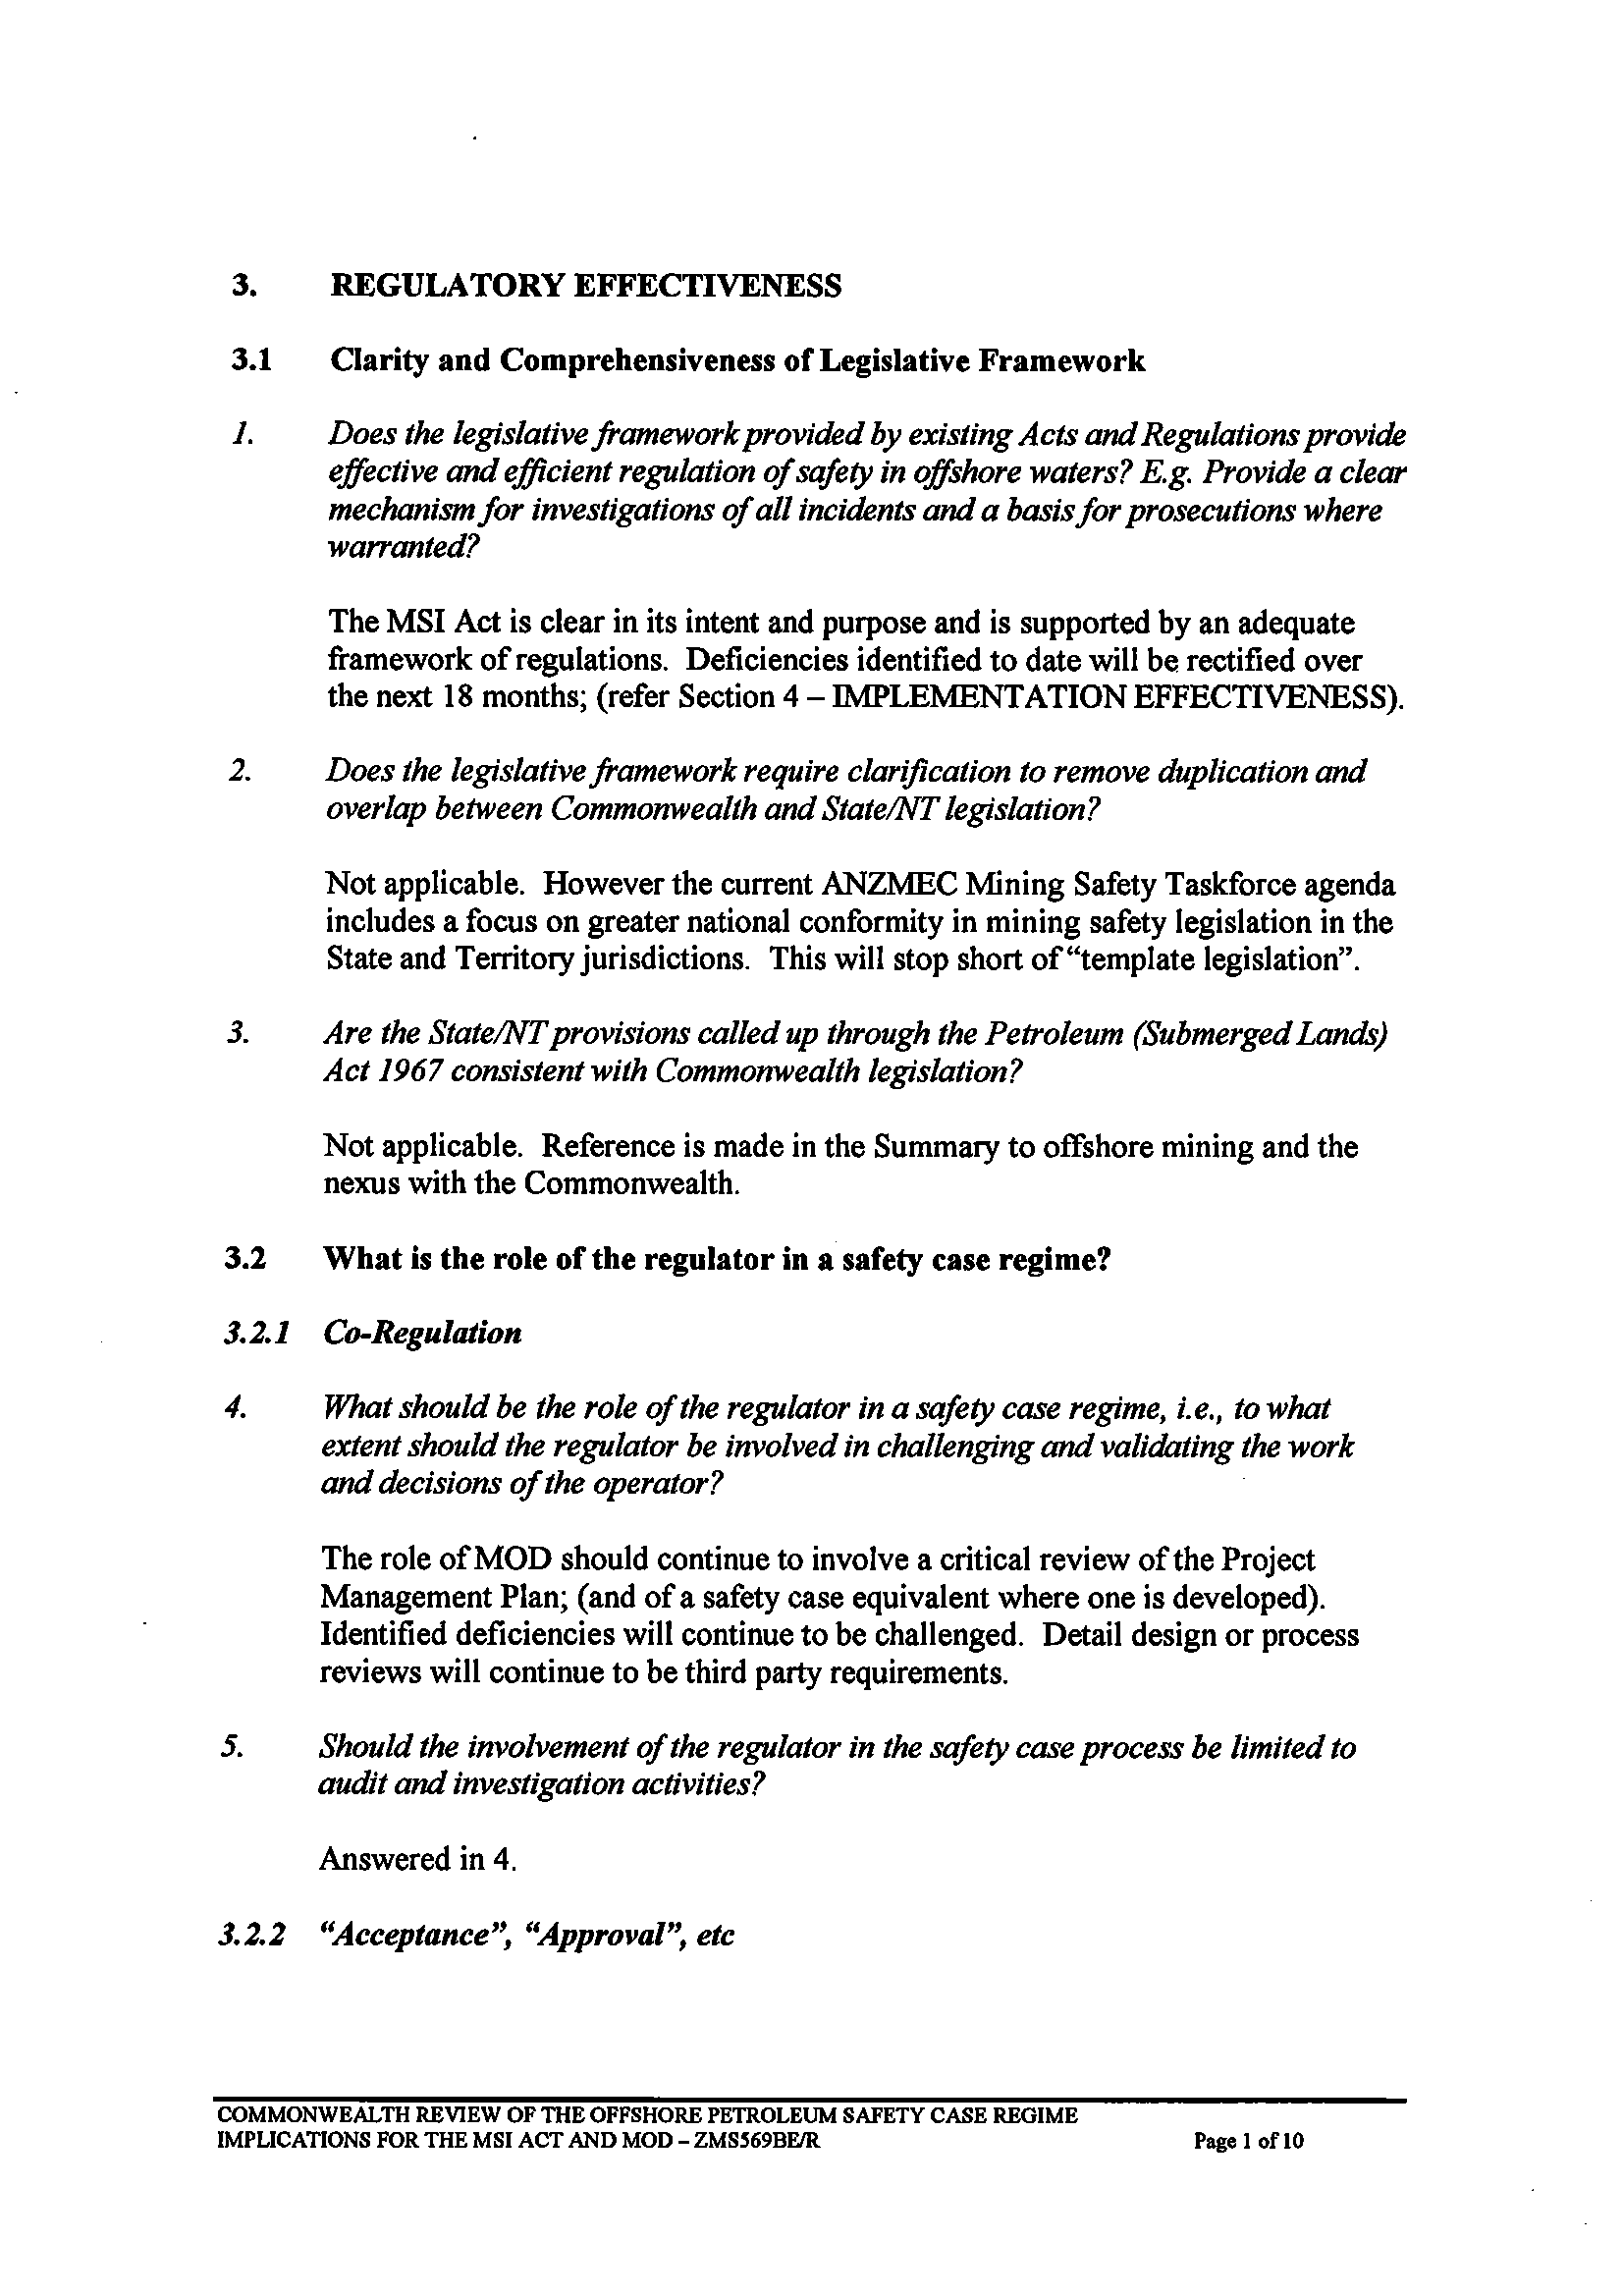 3. REGULATORY EFFECTIVENESS
3.1 Clarity and Comprehensiveness of Legislative Framework
1. Does the legislative framework provided by existing Acts and Regulations provide
effective and efficient regulation of safety in offshore waters? E.g. Provide a clear
mechanism for investigations of all incidents and a basis for prosecutions where
warranted?
The MSI Act is clear in its intent and purpose and is supported by an adequate
framework of regulations. Deficiencies identified to date will be rectified over
the next 18 months; (refer Section 4 – IMPLEMENTATION EFFECTIVENESS).
2. Does the legislative framework require clarification to remove duplication and
overlap between Commonwealth and State/NT legislation?
Not applicable. However the current ANZMEC Mining Safety Taskforce agenda
includes a focus on greater national conformity in mining safety legislation in the
State and Territory jurisdictions. This will stop short of “template legislation”.
3. Are the State/NT provisions called up through the Petroleum (Submerged Lands)
Act 1967 consistent with Commonwealth legislation?
Not applicable. Reference is made in the Summary to offshore mining and the
nexus with the Commonwealth.
3.2 What is the role of the regulator in a safety case regime?
3.2.1 Co-Regulation
4. What should be the role of the regulator in a safety case regime, i.e., to what
extent should the regulator be involved in challenging and validating the work
and decisions of the operator?
The role of MOD should continue to involve a critical review of the Project
Management Plan; (and of a safety case equivalent where one is developed).
Identified deficiencies will continue to be challenged. Detail design or process
reviews will continue to be third party requirements.
5. Should the involvement of the regulator in the safety case process be limited to
audit and investigation activities?
Answered in 4.
3.2.2 “Acceptance”, “Approval”, etc
COMMONWEALTH REVIEW OF THE OFFSHORE PETROLEUM SAFETY CASE REGIME
IMPLICATIONS FOR THE MSI ACT AND MOD – ZMS569BE/R Page 1 of 10